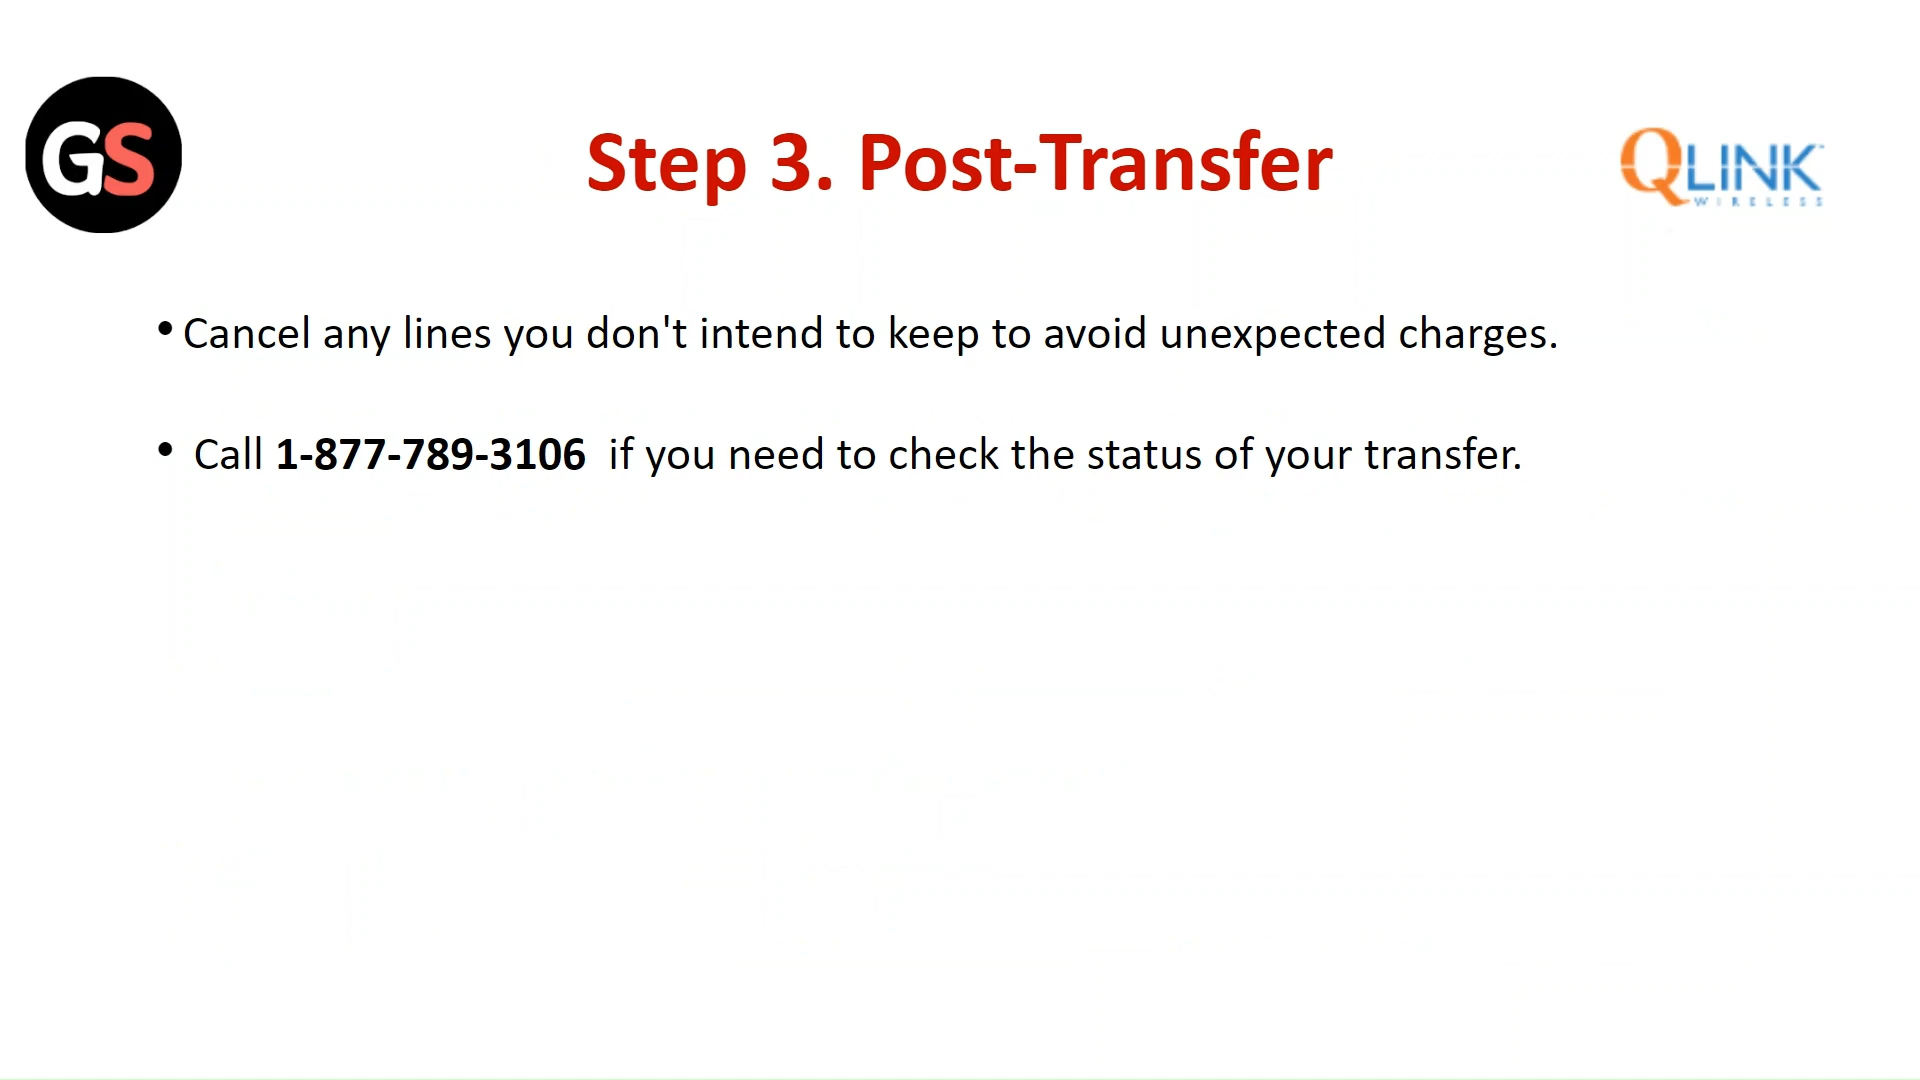 GS
Step 3. Post-Transfer
QLINK
WIRELESS
• Cancel any lines you don't intend to keep to avoid unexpected charges.
• Call 1-877-789-3106 if you need to check the status of your transfer.